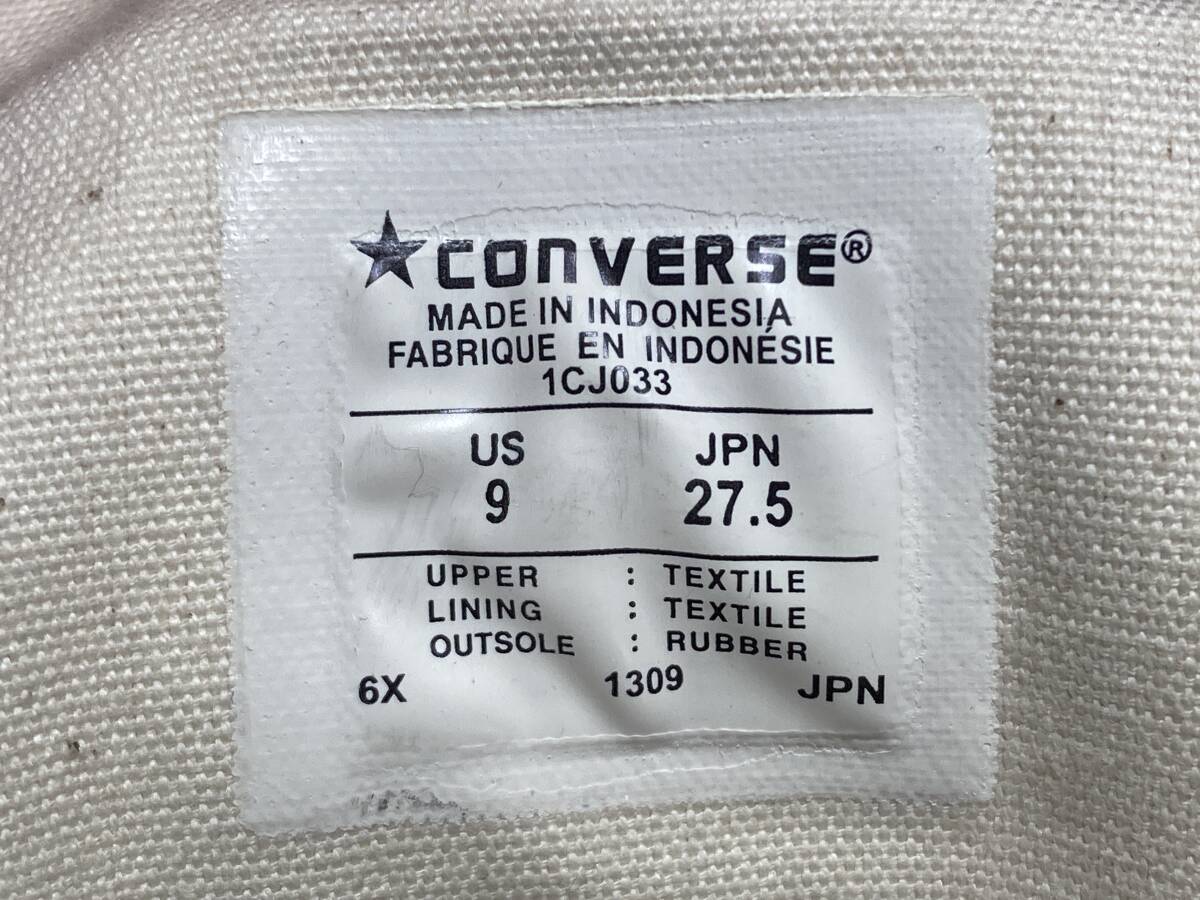 CONVERSE®
MADE IN INDONESIA
FABRIQUE EN INDONÉSIE
1CJ033
US JPN
9 27.5
UPPER : TEXTILE
LINING : TEXTILE
OUTSOLE : RUBBER
6X 1309 JPN